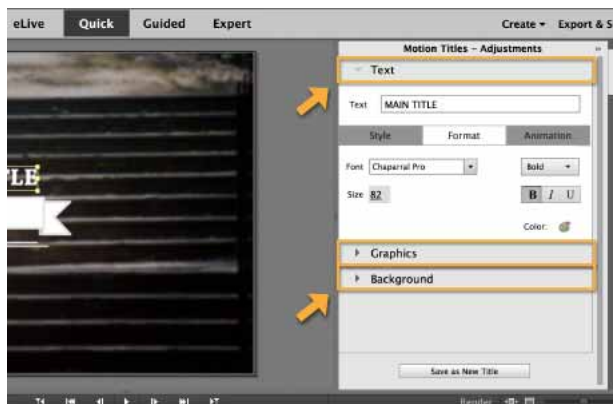 eLive Quick Guided Expert Create Export & S
Motion Titles – Adjustments
Text
Text MAIN TITLE
Style Format Animation
Font Chaparral Pro Bold
Size 82 B I U
Color:
TLE
Graphics
Background
Save as New Title
Render